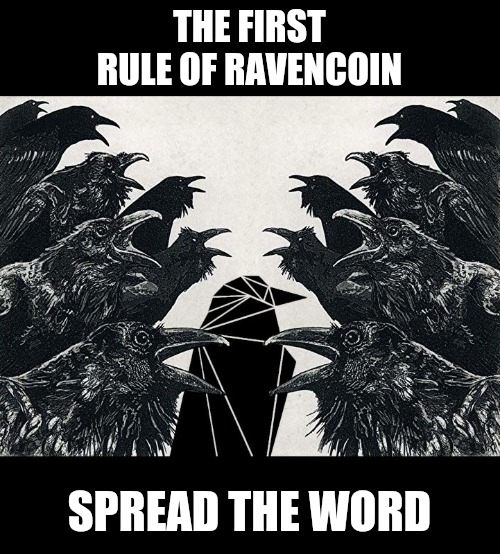 THE FIRST
RULE OF RAVENCOIN
SPREAD THE WORD